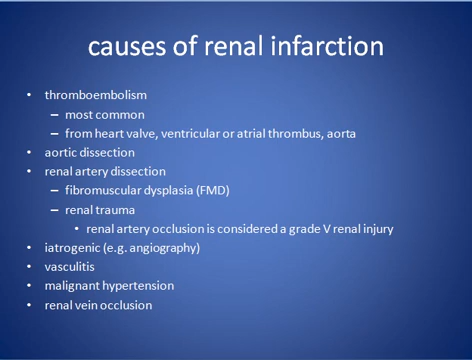 causes of renal infarction
• thromboembolism
– most common
– from heart valve, ventricular or atrial thrombus, aorta
• aortic dissection
• renal artery dissection
– fibromuscular dysplasia (FMD)
– renal trauma
• renal artery occlusion is considered a grade V renal injury
• iatrogenic (e.g. angiography)
• vasculitis
• malignant hypertension
• renal vein occlusion